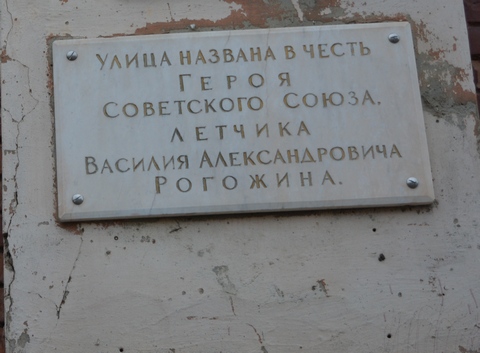 УЛИЦА НАЗВАНА В ЧЕСТЬ
ГЕРОЯ
СОВЕТСКОГО СОЮЗА.
ЛЕТЧИКА
ВАСИЛИЯ АЛЕКСАНДРОВИЧА
РОГОЖИНА.